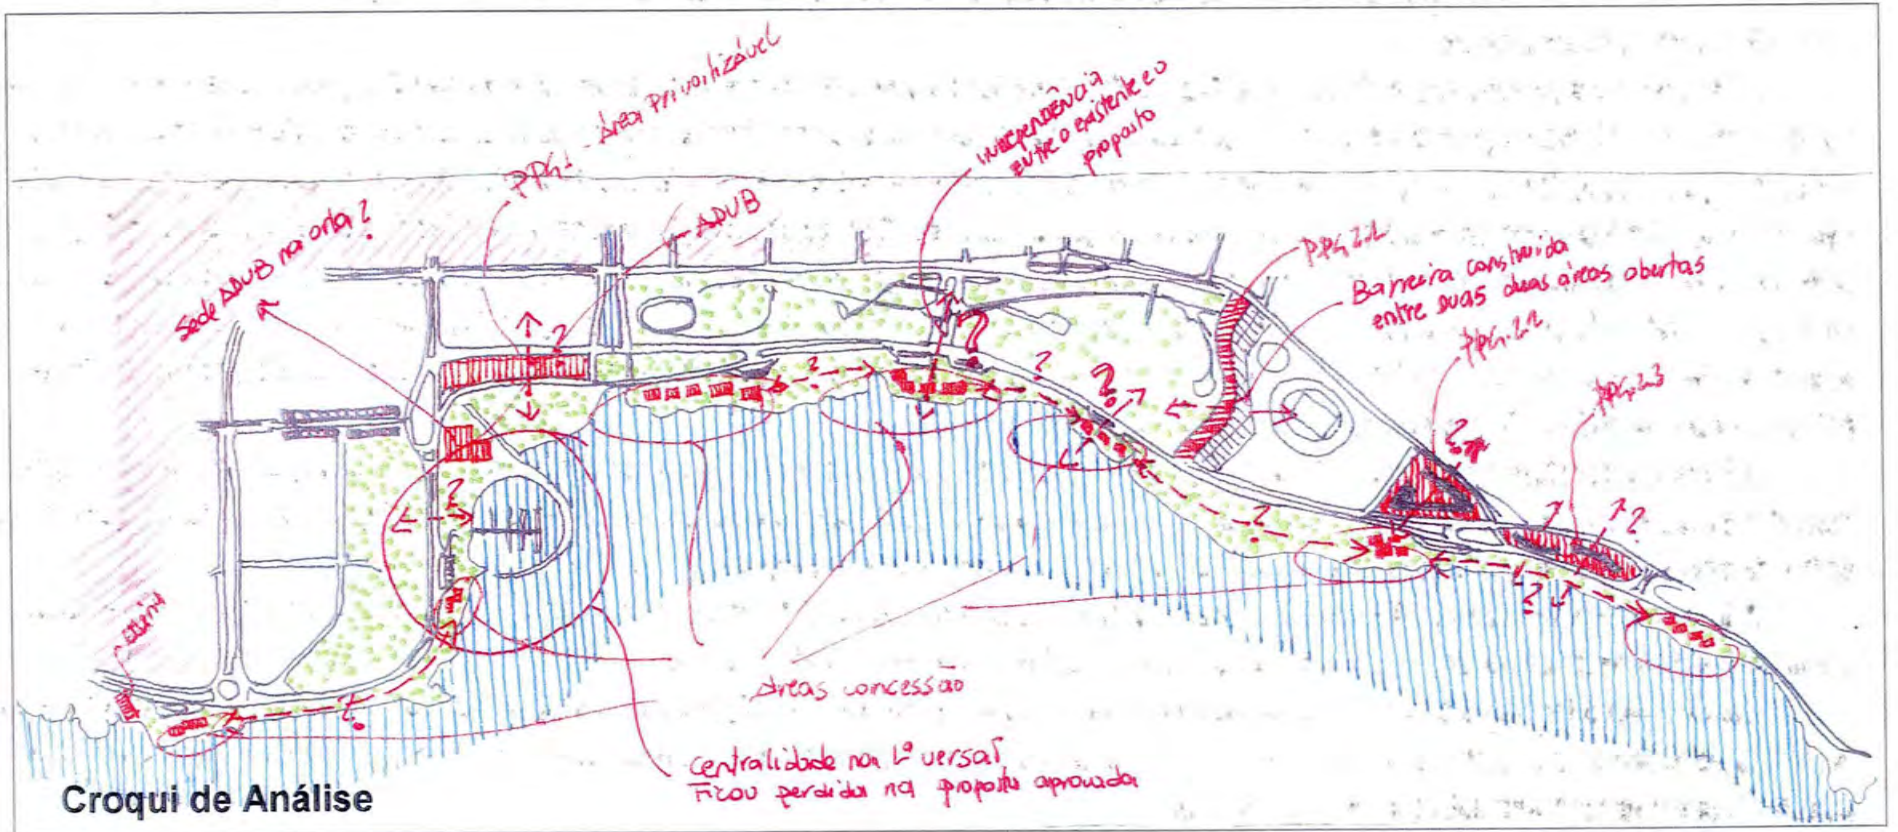 PPG1 - Área Privatizável
independência
entre o existente e o
proposto
Sede ADUB na orla?
ADUB
PPG 2.1
Barreira construida
entre suas duas áreas abertas
PPG 2.2
PPG 2.3
Áreas concessão
Centralidade na 1ª versão
Ficou perdida na proposta aprovada
Croqui de Análise